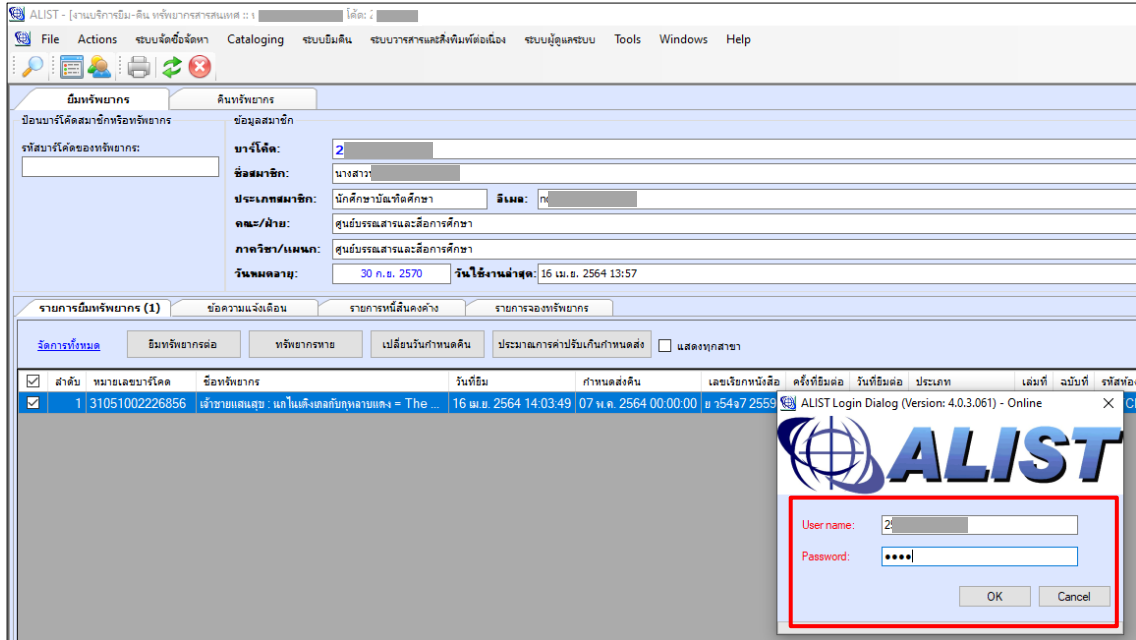 ALIST - [งานบริการยืม-คืน ทรัพยากรสารสนเทศ :: โค้ด: 2
File Actions ระบบจัดซื้อจัดหา Cataloging ระบบยืมคืน ระบบวารสารและสิ่งพิมพ์ต่อเนื่อง ระบบผู้ดูแลระบบ Tools Windows Help
ยืมทรัพยากร คืนทรัพยากร
ป้อนบาร์โค้ดสมาชิกหรือทรัพยากร ข้อมูลสมาชิก
รหัสบาร์โค้ดของทรัพยากร: บาร์โค้ด: 2
ชื่อสมาชิก: นางสาว
ประเภทสมาชิก: นักศึกษาบัณฑิตศึกษา อีเมล:
คณะ/ฝ่าย: ศูนย์บรรณสารและสื่อการศึกษา
ภาควิชา/แผนก: ศูนย์บรรณสารและสื่อการศึกษา
วันหมดอายุ: 30 ก.ย. 2570 วันใช้งานล่าสุด: 16 เม.ย. 2564 13:57
รายการยืมทรัพยากร (1) ข้อความแจ้งเตือน รายการหนี้สินคงค้าง รายการจองทรัพยากร
จัดการทั้งหมด ยืมทรัพยากรต่อ ทรัพยากรหาย เปลี่ยนวันกำหนดคืน ประมาณการค่าปรับเกินกำหนดส่ง แสดงทุกสาขา
ลำดับ หมายเลขบาร์โคด ชื่อทรัพยากร วันที่ยืม กำหนดส่งคืน เลขเรียกหนังสือ ครั้งที่ยืมต่อ วันที่ยืมต่อ ประเภท เล่มที่ ฉบับที่ รหัสห้อง
1 31051002226856 เจ้าชายแสนสุข : นกไนติงเกลกับกุหลาบแดง = The ... 16 เม.ย. 2564 14:03:49 07 พ.ค. 2564 00:00:00 ย ว54จ7 2559
ALIST Login Dialog (Version: 4.0.3.061) - Online
ALIST
User name: 2
Password:
OK Cancel